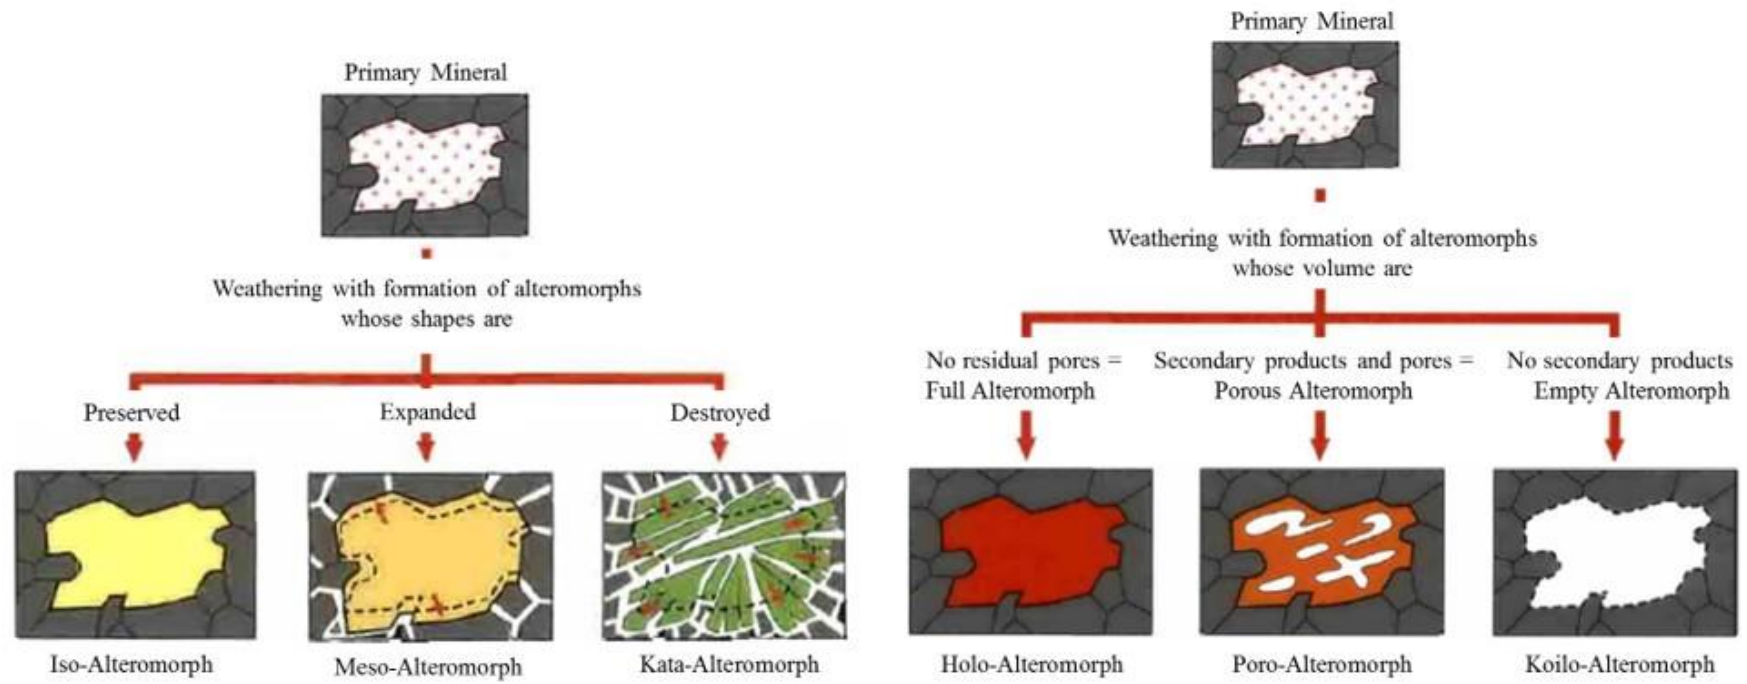 Primary Mineral
Weathering with formation of alteromorphs
whose shapes are
Preserved
Expanded
Destroyed
Iso-Alteromorph
Meso-Alteromorph
Kata-Alteromorph
Primary Mineral
Weathering with formation of alteromorphs
whose volume are
No residual pores =
Full Alteromorph
Secondary products and pores =
Porous Alteromorph
No secondary products
Empty Alteromorph
Holo-Alteromorph
Poro-Alteromorph
Koilo-Alteromorph